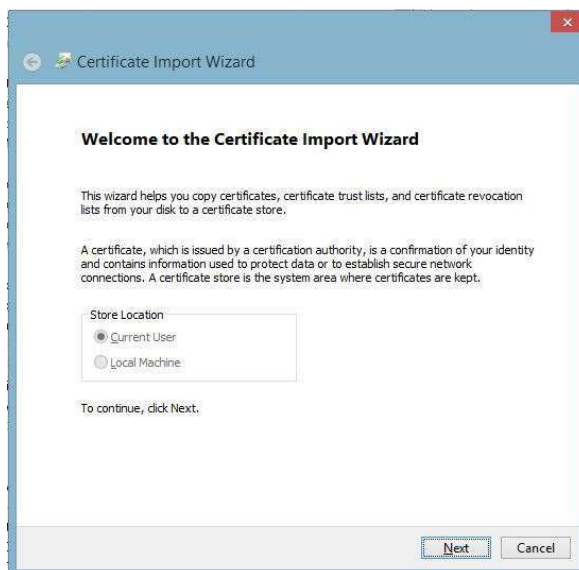 Certificate Import Wizard
Welcome to the Certificate Import Wizard
This wizard helps you copy certificates, certificate trust lists, and certificate revocation
lists from your disk to a certificate store.
A certificate, which is issued by a certification authority, is a confirmation of your identity
and contains information used to protect data or to establish secure network
connections. A certificate store is the system area where certificates are kept.
Store Location
Current User
Local Machine
To continue, click Next.
Next
Cancel